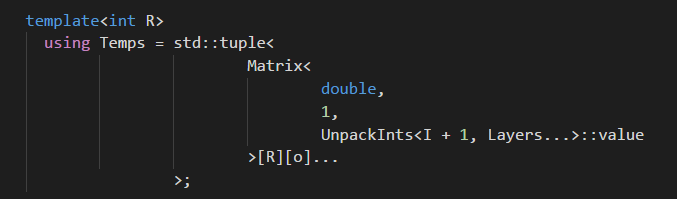 template<int R>
using Temps = std::tuple<
Matrix<
double,
1,
UnpackInts<I + 1, Layers...>::value
>[R][o]...
>;